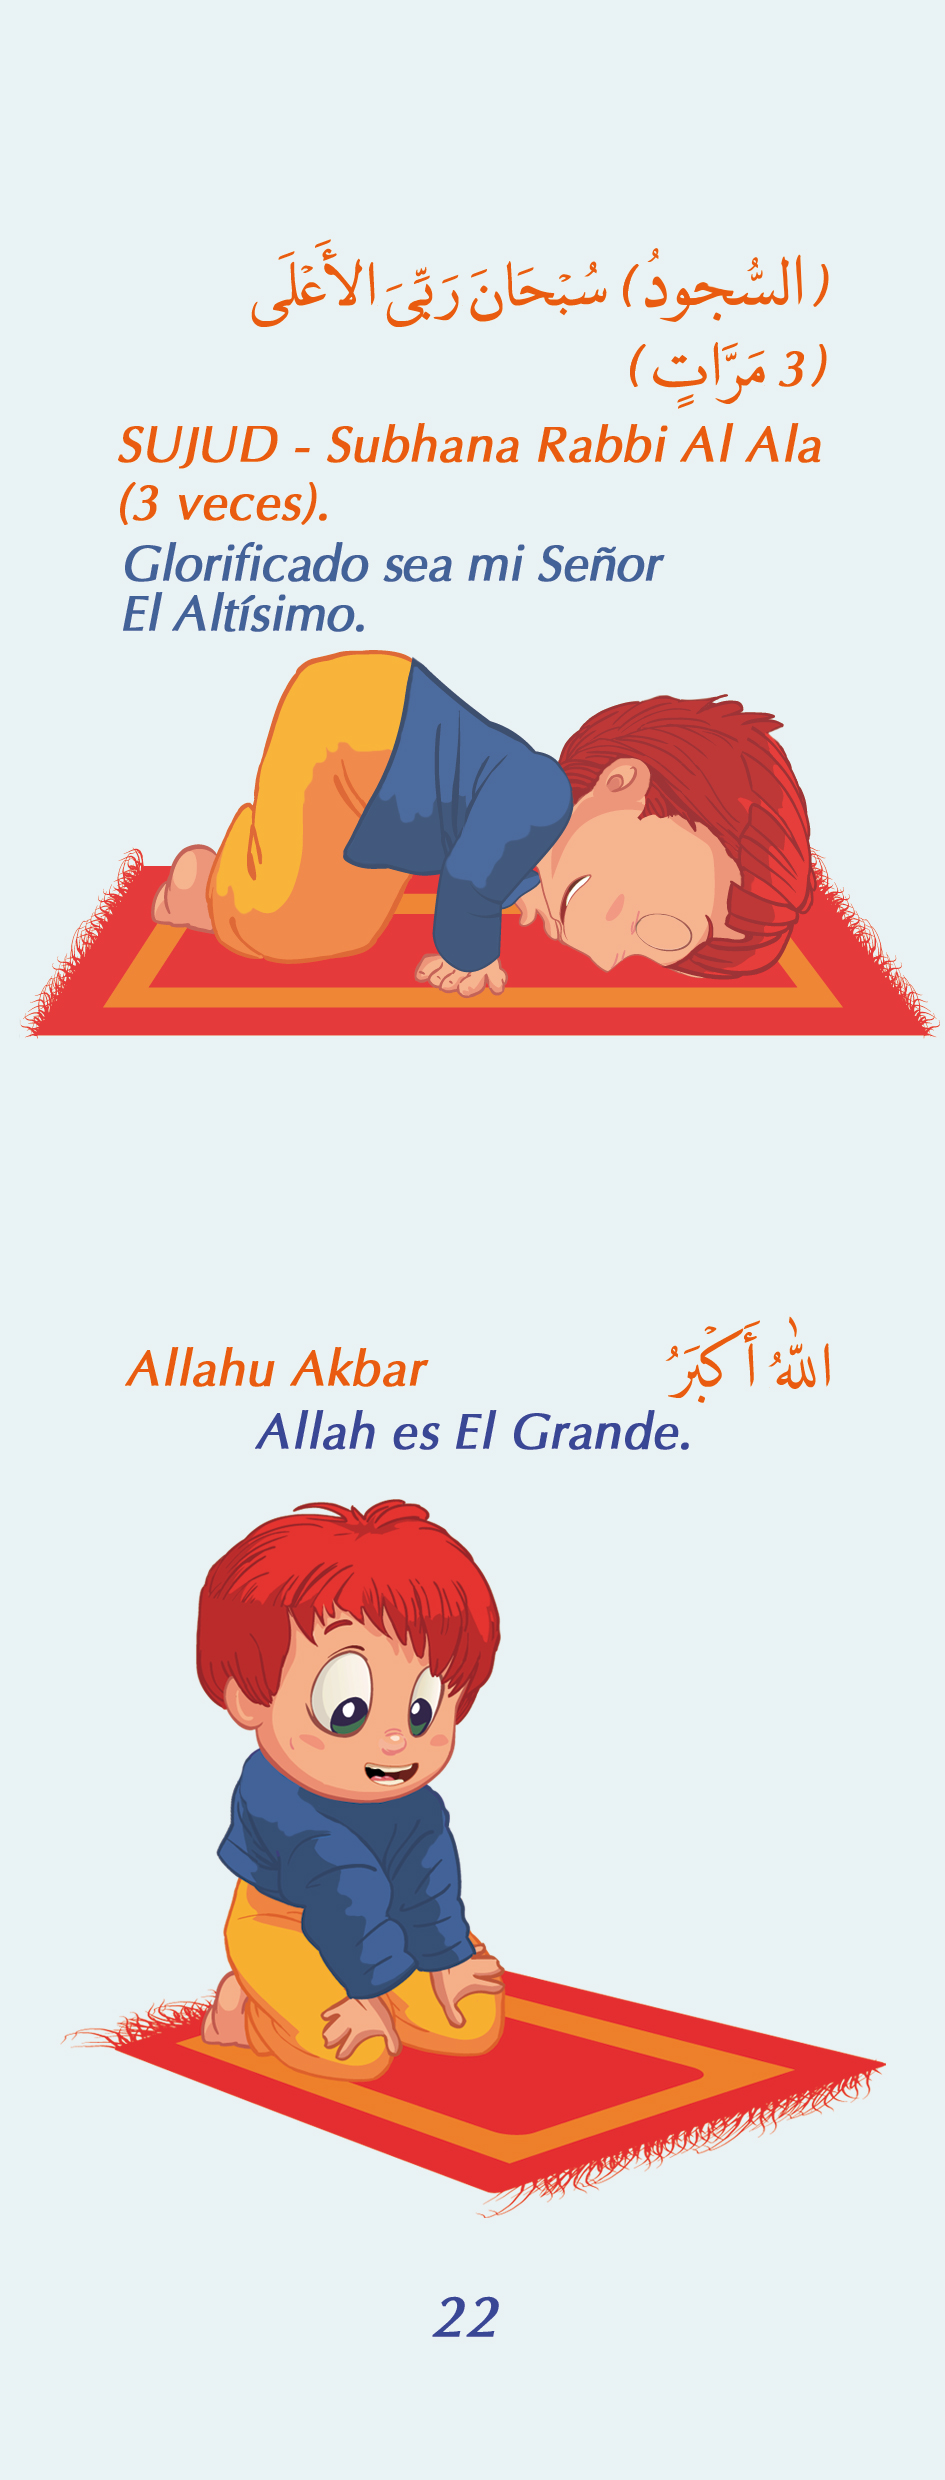 (السُّجودُ) سُبْحَانَ رَبِّيَ الأَعْلَى
(3 مَرَّاتٍ)
SUJUD - Subhana Rabbi Al Ala
(3 veces).
Glorificado sea mi Señor
El Altísimo.
Allahu Akbar اللّٰهُ أَكْبَرُ
Allah es El Grande.
22